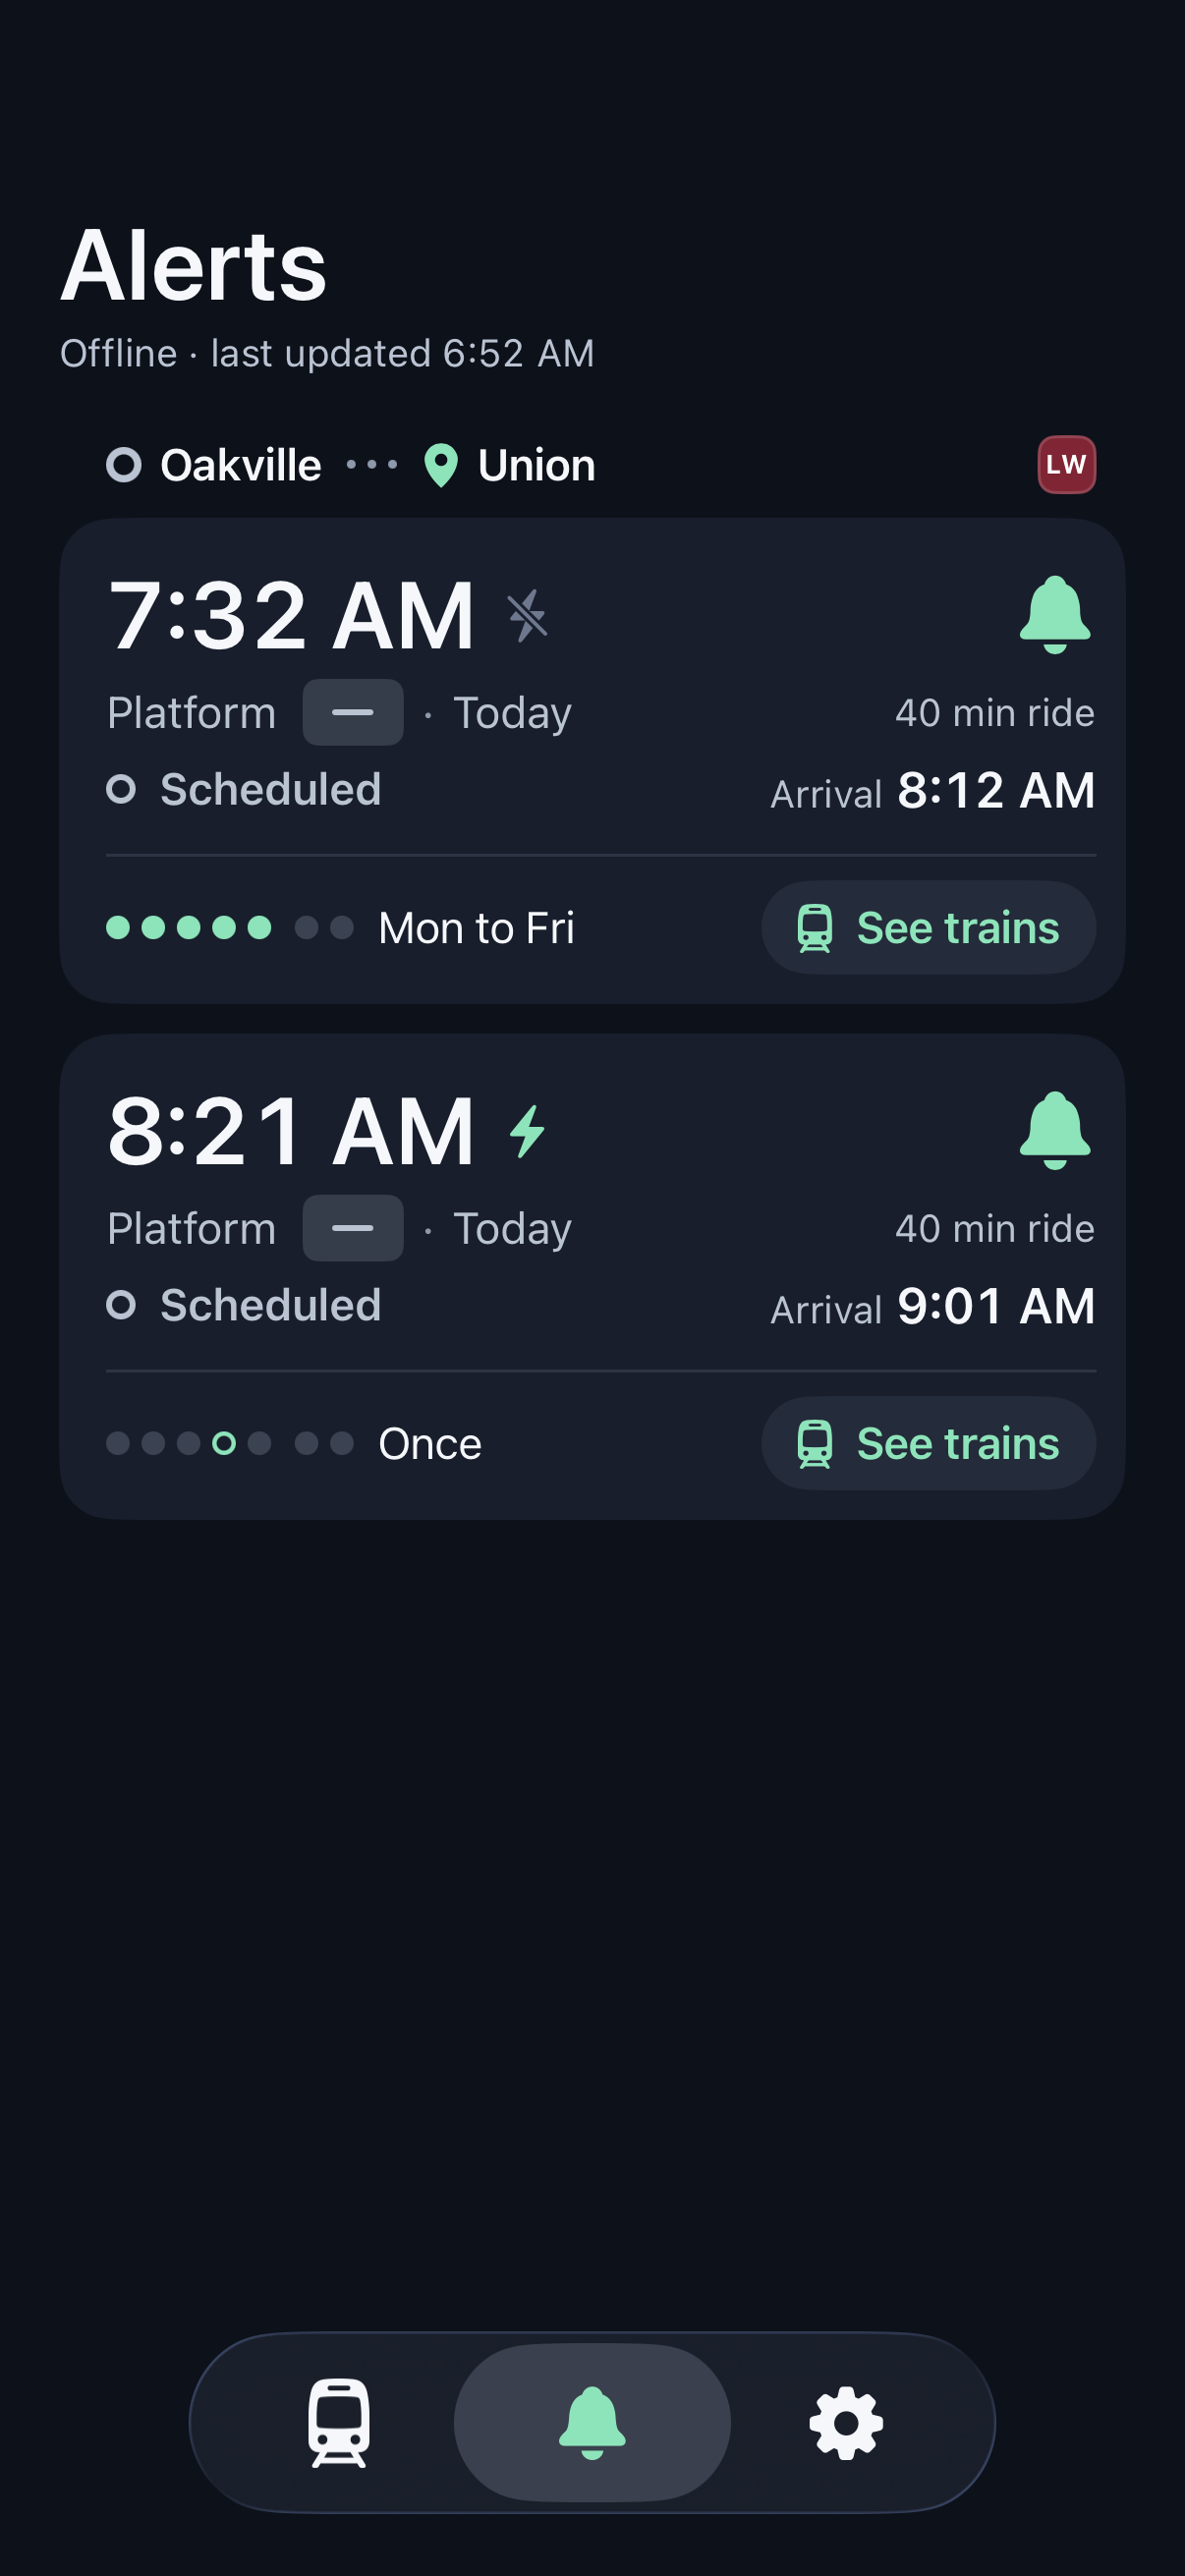 Alerts
Offline · last updated 6:52 AM
Oakville ··· Union LW
7:32 AM
Platform — · Today 40 min ride
Scheduled Arrival 8:12 AM
Mon to Fri See trains
8:21 AM
Platform — · Today 40 min ride
Scheduled Arrival 9:01 AM
Once See trains